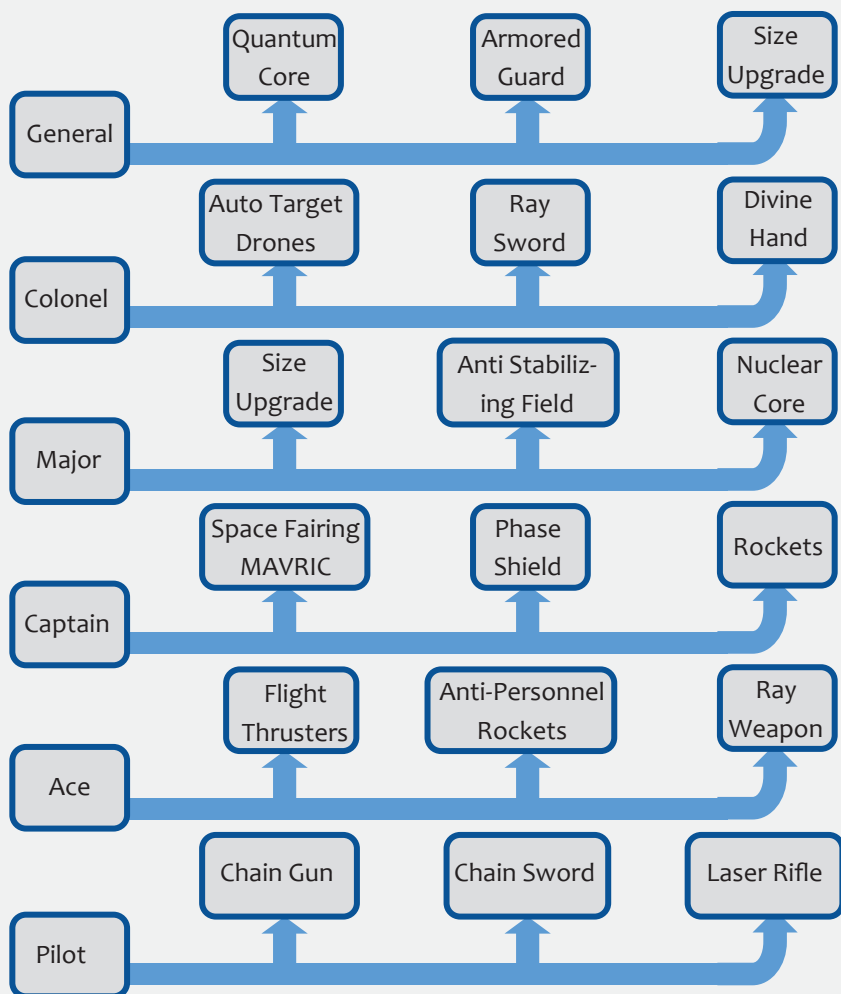 Quantum
Core
Armored
Guard
Size
Upgrade
General
Auto Target
Drones
Ray
Sword
Divine
Hand
Colonel
Size
Upgrade
Anti Stabiliz-
ing Field
Nuclear
Core
Major
Space Fairing
MAVRIC
Phase
Shield
Rockets
Captain
Flight
Thrusters
Anti-Personnel
Rockets
Ray
Weapon
Ace
Chain Gun
Chain Sword
Laser Rifle
Pilot